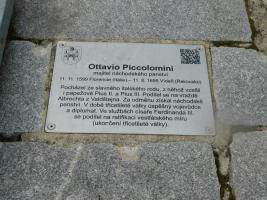 Ottavio Piccolomini
majitel náchodského panství
11. 11. 1599 Florencie (Itálie) – 11. 8. 1656 Vídeň (Rakousko)
Pocházel ze slavného italského rodu, z něhož vzešli
i papežové Pius II. a Pius III. Podílel se na vraždě
Albrechta z Valdštejna. Za odměnu získal náchodské
panství. V době třicetileté války úspěšný vojevůdce
a diplomat. Ve službách císaře Ferdinanda III.
se podílel na ratifikaci vestfálského míru
(ukončení třicetileté války).